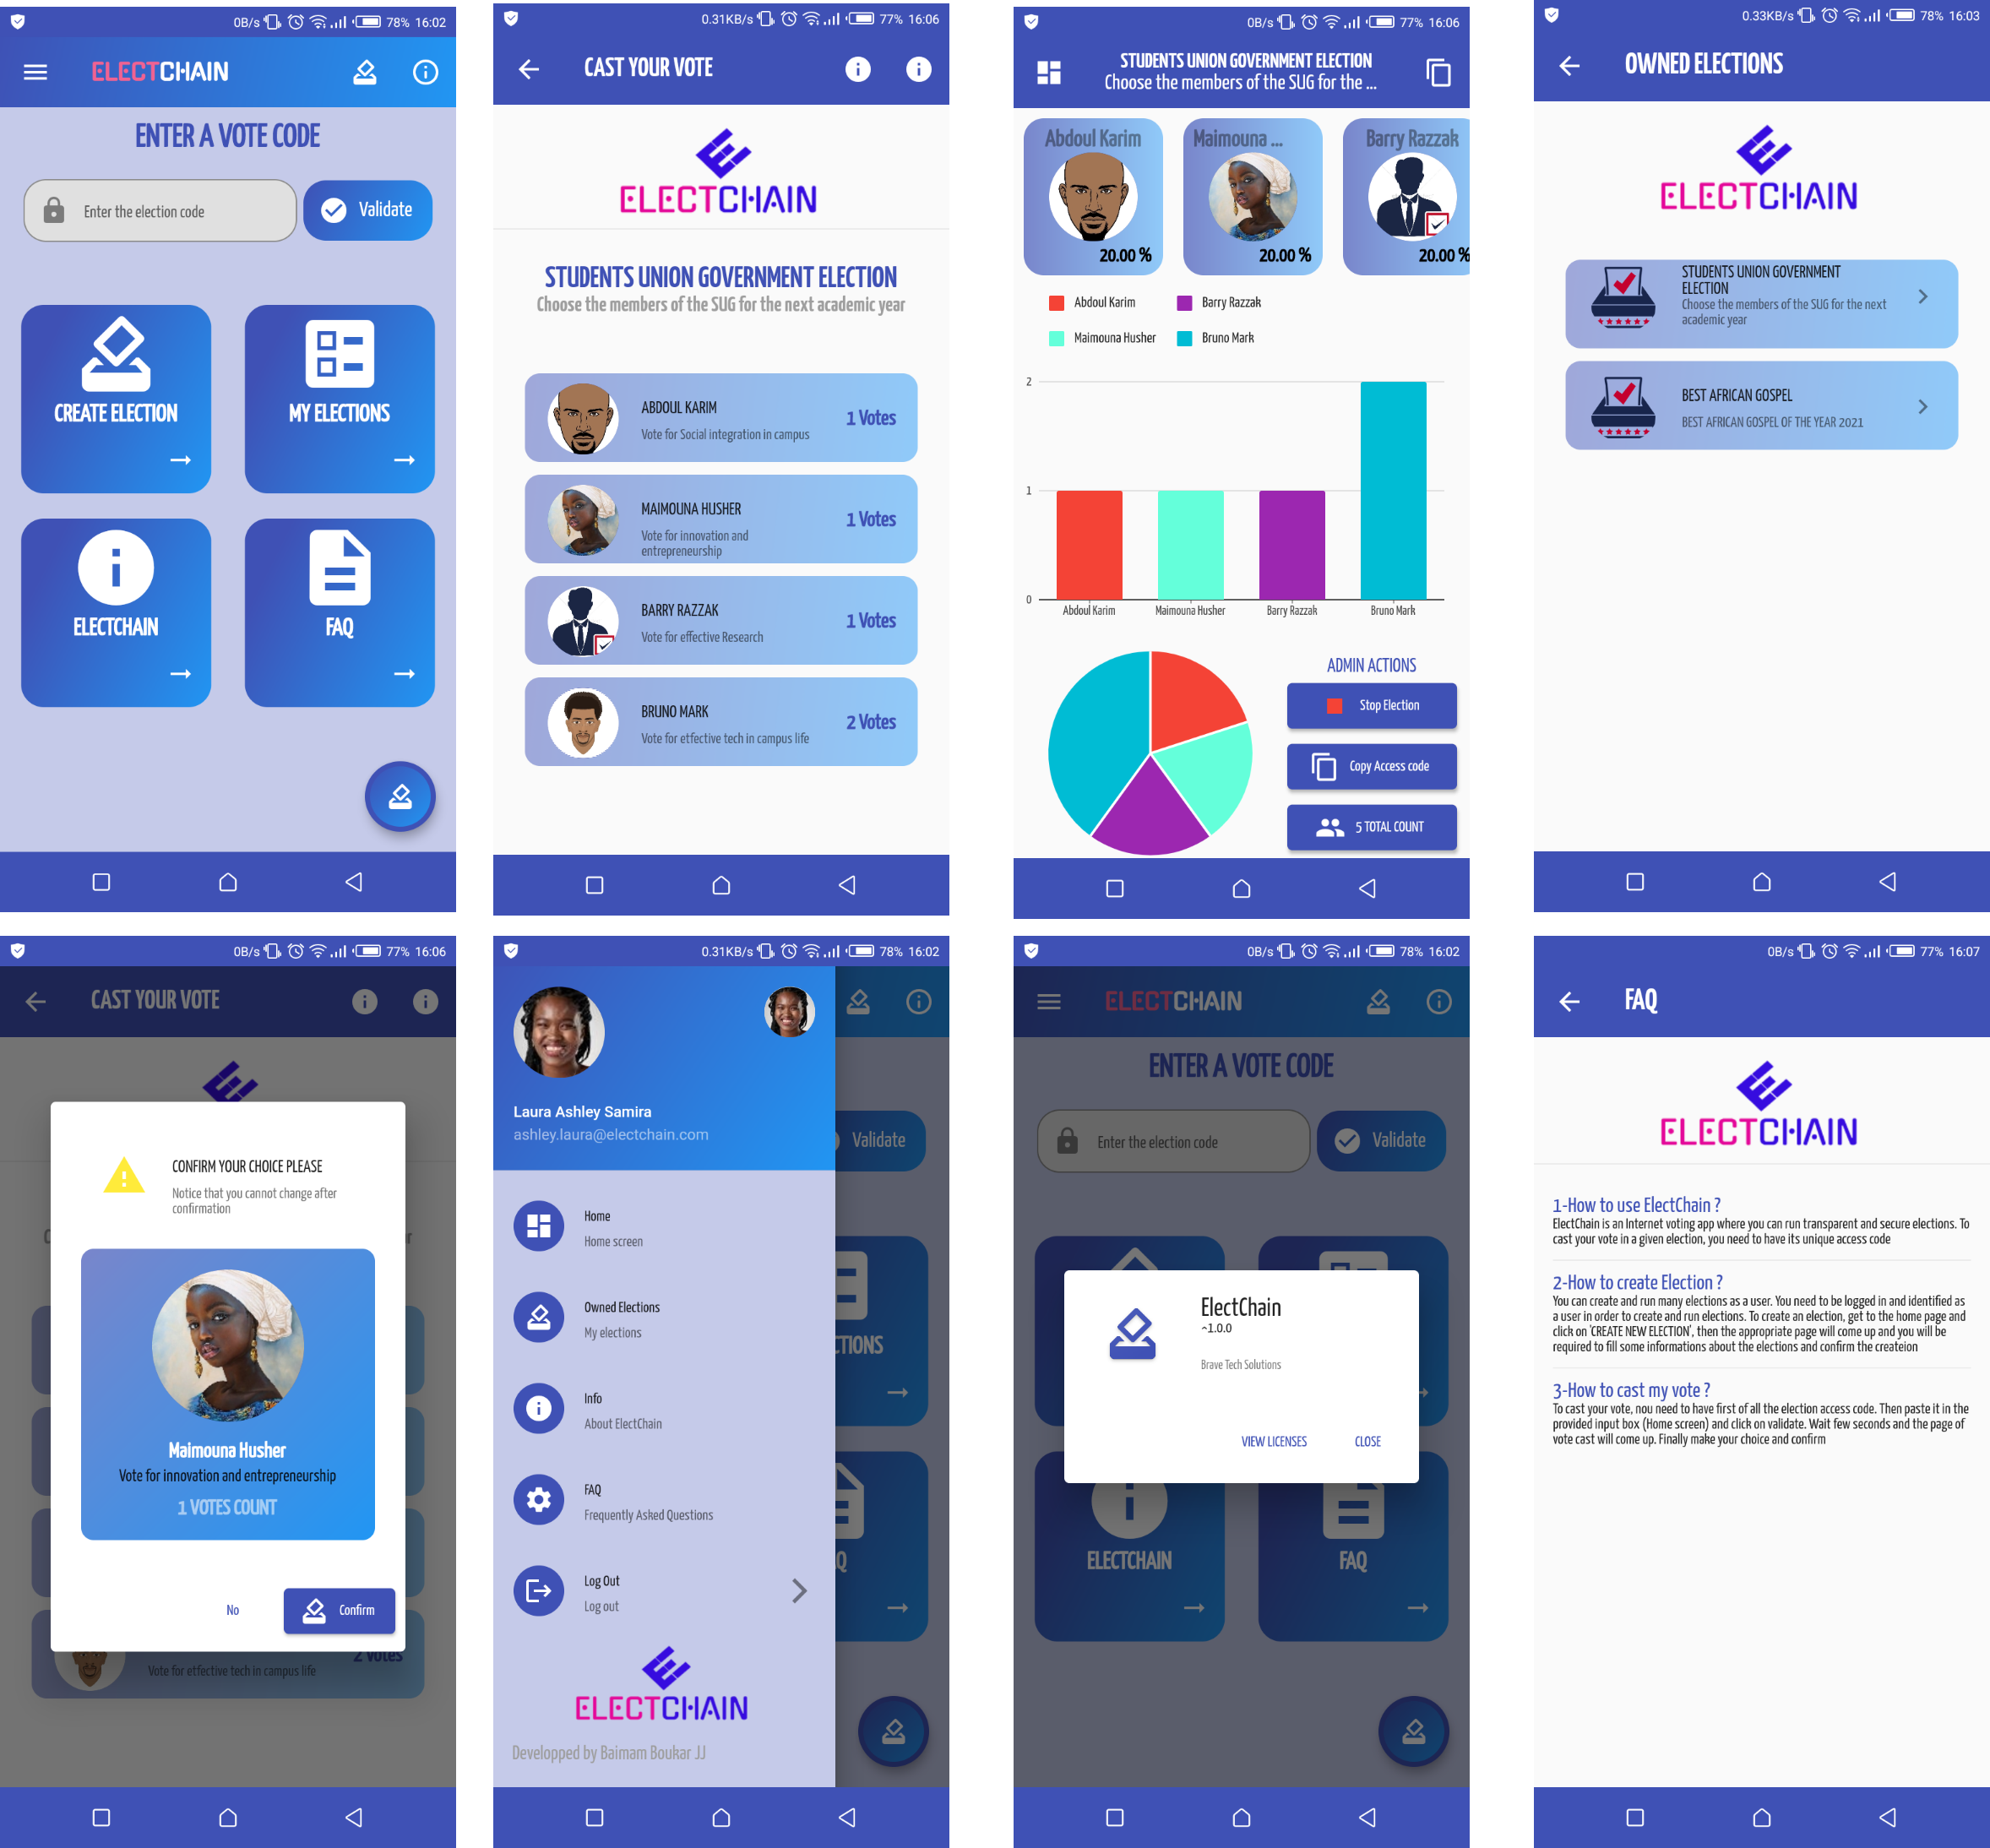 0B/s 78% 16:02
ELECTCHAIN
ENTER A VOTE CODE
Enter the election code
Validate
CREATE ELECTION
MY ELECTIONS
ELECTCHAIN
FAQ
0.31KB/s 77% 16:06
CAST YOUR VOTE
ELECTCHAIN
STUDENTS UNION GOVERNMENT ELECTION
Choose the members of the SUG for the next academic year
ABDOUL KARIM
Vote for Social integration in campus
1 Votes
MAIMOUNA HUSHER
Vote for innovation and
entrepreneurship
1 Votes
BARRY RAZZAK
Vote for effective Research
1 Votes
BRUNO MARK
Vote for etfective tech in campus life
2 Votes
0B/s 77% 16:06
STUDENTS UNION GOVERNMENT ELECTION
Choose the members of the SUG for the ...
Abdoul Karim
20.00 %
Maimouna ...
20.00 %
Barry Razzak
20.00 %
Abdoul Karim
Barry Razzak
Maimouna Husher
Bruno Mark
2
1
0
Abdoul Karim
Maimouna Husher
Barry Razzak
Bruno Mark
ADMIN ACTIONS
Stop Election
Copy Access code
5 TOTAL COUNT
0.33KB/s 78% 16:03
OWNED ELECTIONS
ELECTCHAIN
STUDENTS UNION GOVERNMENT
ELECTION
Choose the members of the SUG for the next
academic year
BEST AFRICAN GOSPEL
BEST AFRICAN GOSPEL OF THE YEAR 2021
0B/s 77% 16:06
CAST YOUR VOTE
CONFIRM YOUR CHOICE PLEASE
Notice that you cannot change after
confirmation
Maimouna Husher
Vote for innovation and entrepreneurship
1 VOTES COUNT
No
Confirm
2 Votes
Vote for etfective tech in campus life
0.31KB/s 78% 16:02
Laura Ashley Samira
ashley.laura@electchain.com
Validate
Home
Home screen
Owned Elections
My elections
CTIONS
Info
About ElectChain
FAQ
Frequently Asked Questions
Q
Log Out
Log out
ELECTCHAIN
Developped by Baimam Boukar JJ
0B/s 78% 16:02
ELECTCHAIN
ENTER A VOTE CODE
Enter the election code
Validate
ElectChain
^1.0.0
Brave Tech Solutions
VIEW LICENSES
CLOSE
ELECTCHAIN
FAQ
0B/s 77% 16:07
FAQ
ELECTCHAIN
1-How to use ElectChain ?
ElectChain is an Internet voting app where you can run transparent and secure elections. To
cast your vote in a given election, you need to have its unique access code
2-How to create Election ?
You can create and run many elections as a user. You need to be logged in and identified as
a user in order to create and run elections. To create an election, get to the home page and
click on 'CREATE NEW ELECTION', then the appropriate page will come up and you will be
required to fill some informations about the elections and confirm the createion
3-How to cast my vote ?
To cast your vote, nou need to have first of all the election access code. Then paste it in the
provided input box (Home screen) and click on validate. Wait few seconds and the page of
vote cast will come up. Finally make your choice and confirm